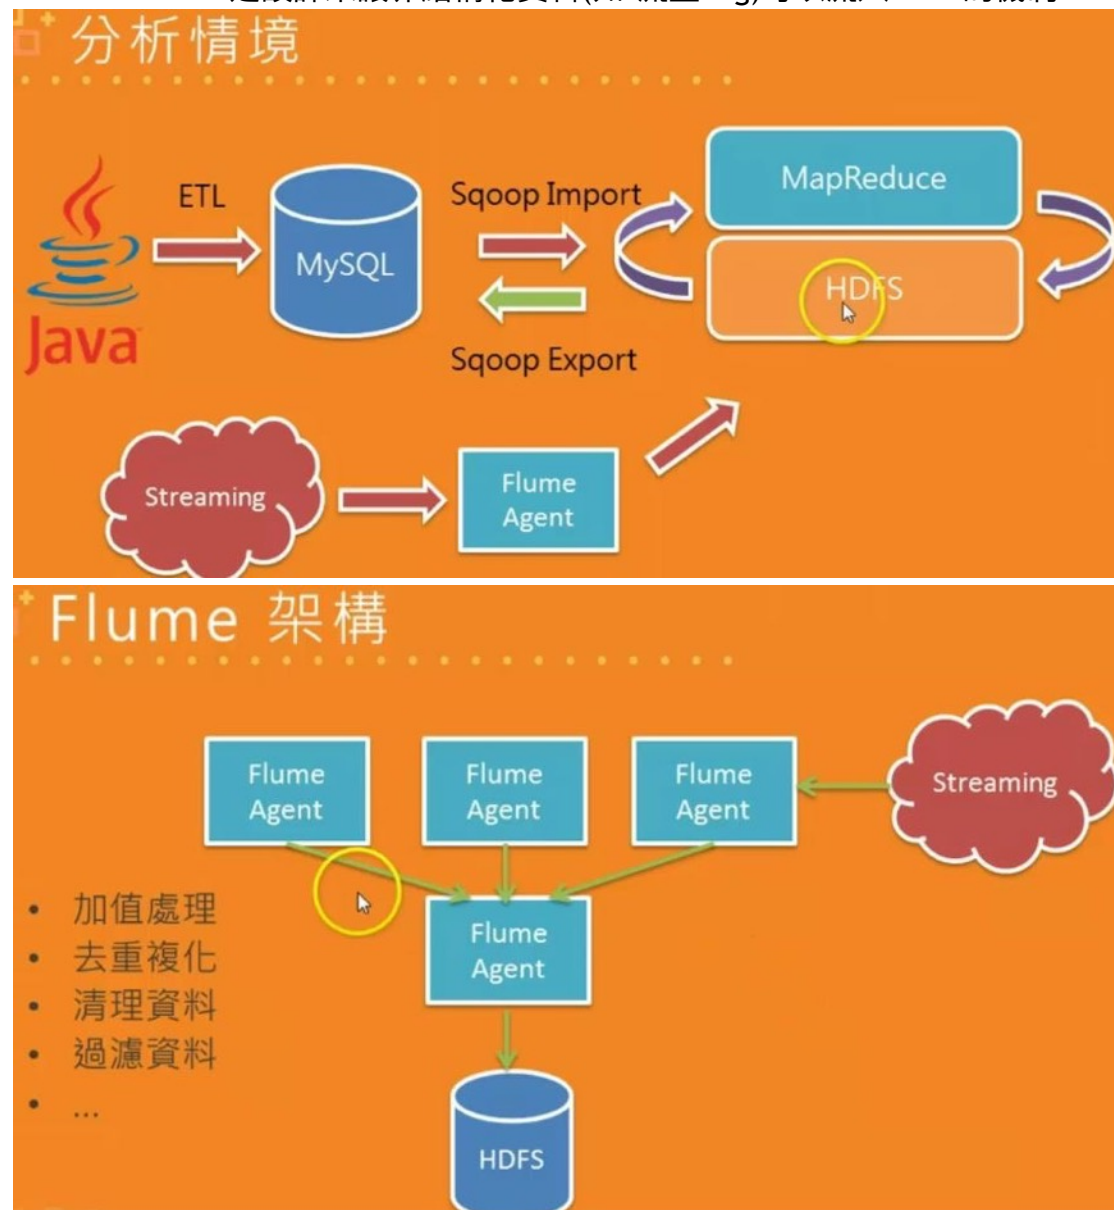 分析情境
ETL
Sqoop Import
MapReduce
MySQL
HDFS
Java
Sqoop Export
Streaming
Flume
Agent
Flume 架構
Flume
Agent
Flume
Agent
Flume
Agent
Streaming
• 加值處理
• 去重複化
• 清理資料
• 過濾資料
• ...
Flume
Agent
HDFS